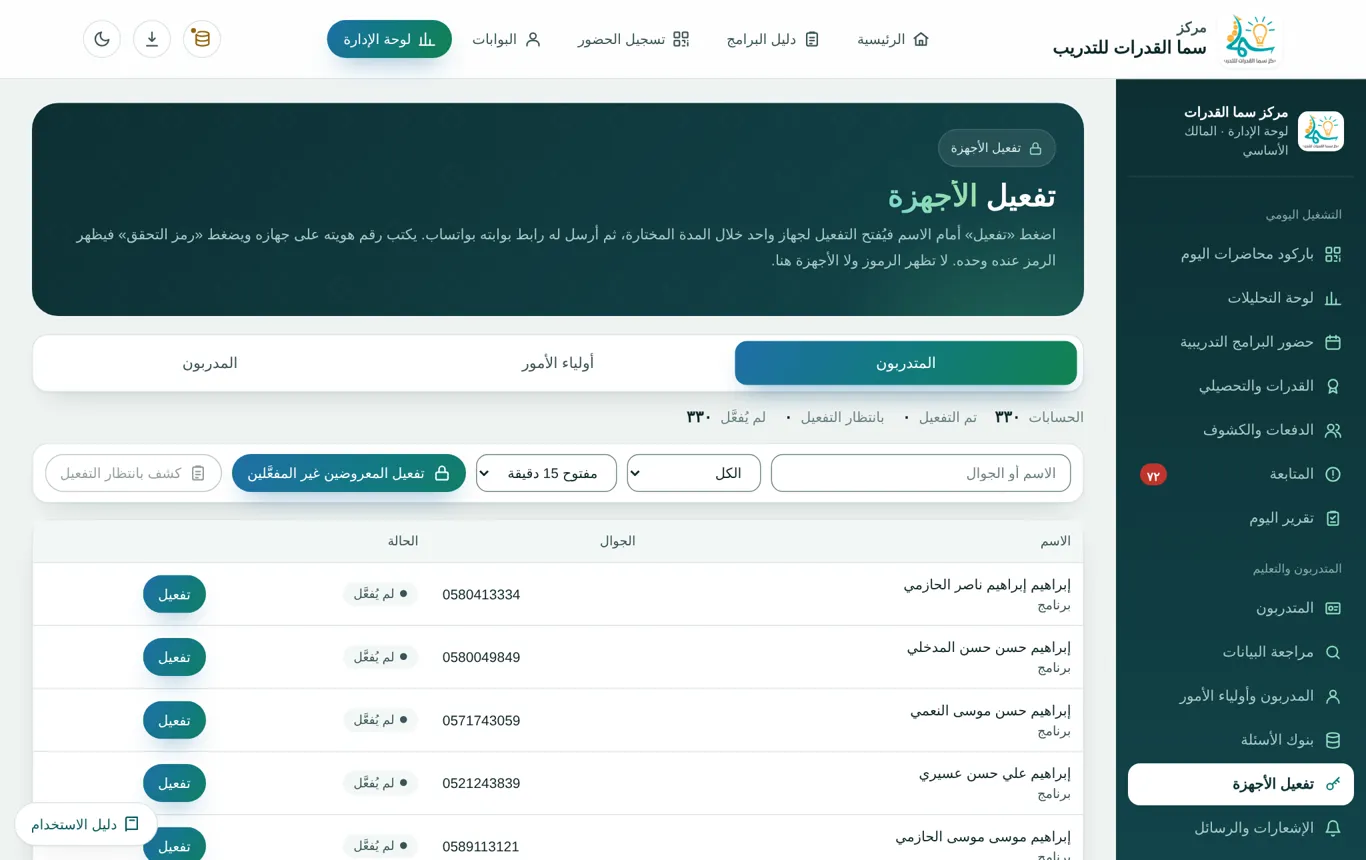 مركز
سما القدرات للتدريب
الرئيسية
دليل البرامج
تسجيل الحضور
البوابات
لوحة الإدارة
مركز سما القدرات
لوحة الإدارة · المالك
الأساسي
التشغيل اليومي
باركود محاضرات اليوم
لوحة التحليلات
حضور البرامج التدريبية
القدرات والتحصيلي
الدفعات والكشوف
المتابعة ٧٢
تقرير اليوم
المتدربون والتعليم
المتدربون
مراجعة البيانات
المدربون وأولياء الأمور
بنوك الأسئلة
تفعيل الأجهزة
الإشعارات والرسائل
تفعيل الأجهزة
تفعيل الأجهزة
اضغط «تفعيل» أمام الاسم فيُفتح التفعيل لجهاز واحد خلال المدة المختارة، ثم أرسل له رابط بوابته بواتساب. يكتب رقم هويته على جهازه ويضغط «رمز التحقق» فيظهر
الرمز عنده وحده. لا تظهر الرموز ولا الأجهزة هنا.
المتدربون
أولياء الأمور
المدربون
الحسابات ٣٣٠ تم التفعيل ٠ بانتظار التفعيل ٠ لم يُفعَّل ٣٣٠
الاسم أو الجوال
الكل
مفتوح 15 دقيقة
تفعيل المعروضين غير المفعَّلين
كشف بانتظار التفعيل
الاسم الجوال الحالة
إبراهيم إبراهيم ناصر الحازمي
برنامج
0580413334 لم يُفعَّل تفعيل
إبراهيم حسن حسن المدخلي
برنامج
0580049849 لم يُفعَّل تفعيل
إبراهيم حسن موسى النعمي
برنامج
0571743059 لم يُفعَّل تفعيل
إبراهيم علي حسن عسيري
برنامج
0521243839 لم يُفعَّل تفعيل
إبراهيم موسى موسى الحازمي
برنامج
0589113121 لم يُفعَّل تفعيل
دليل الاستخدام